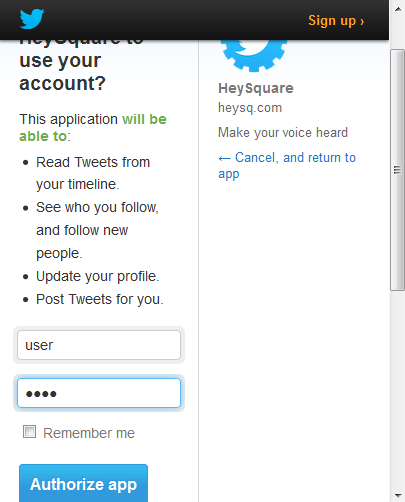 Sign up ›
HeySquare to
use your
account?
This application will be
able to:
Read Tweets from
your timeline.
See who you follow,
and follow new
people.
Update your profile.
Post Tweets for you.
user
••••
Remember me
Authorize app
HeySquare
heysq.com
Make your voice heard
← Cancel, and return to
app